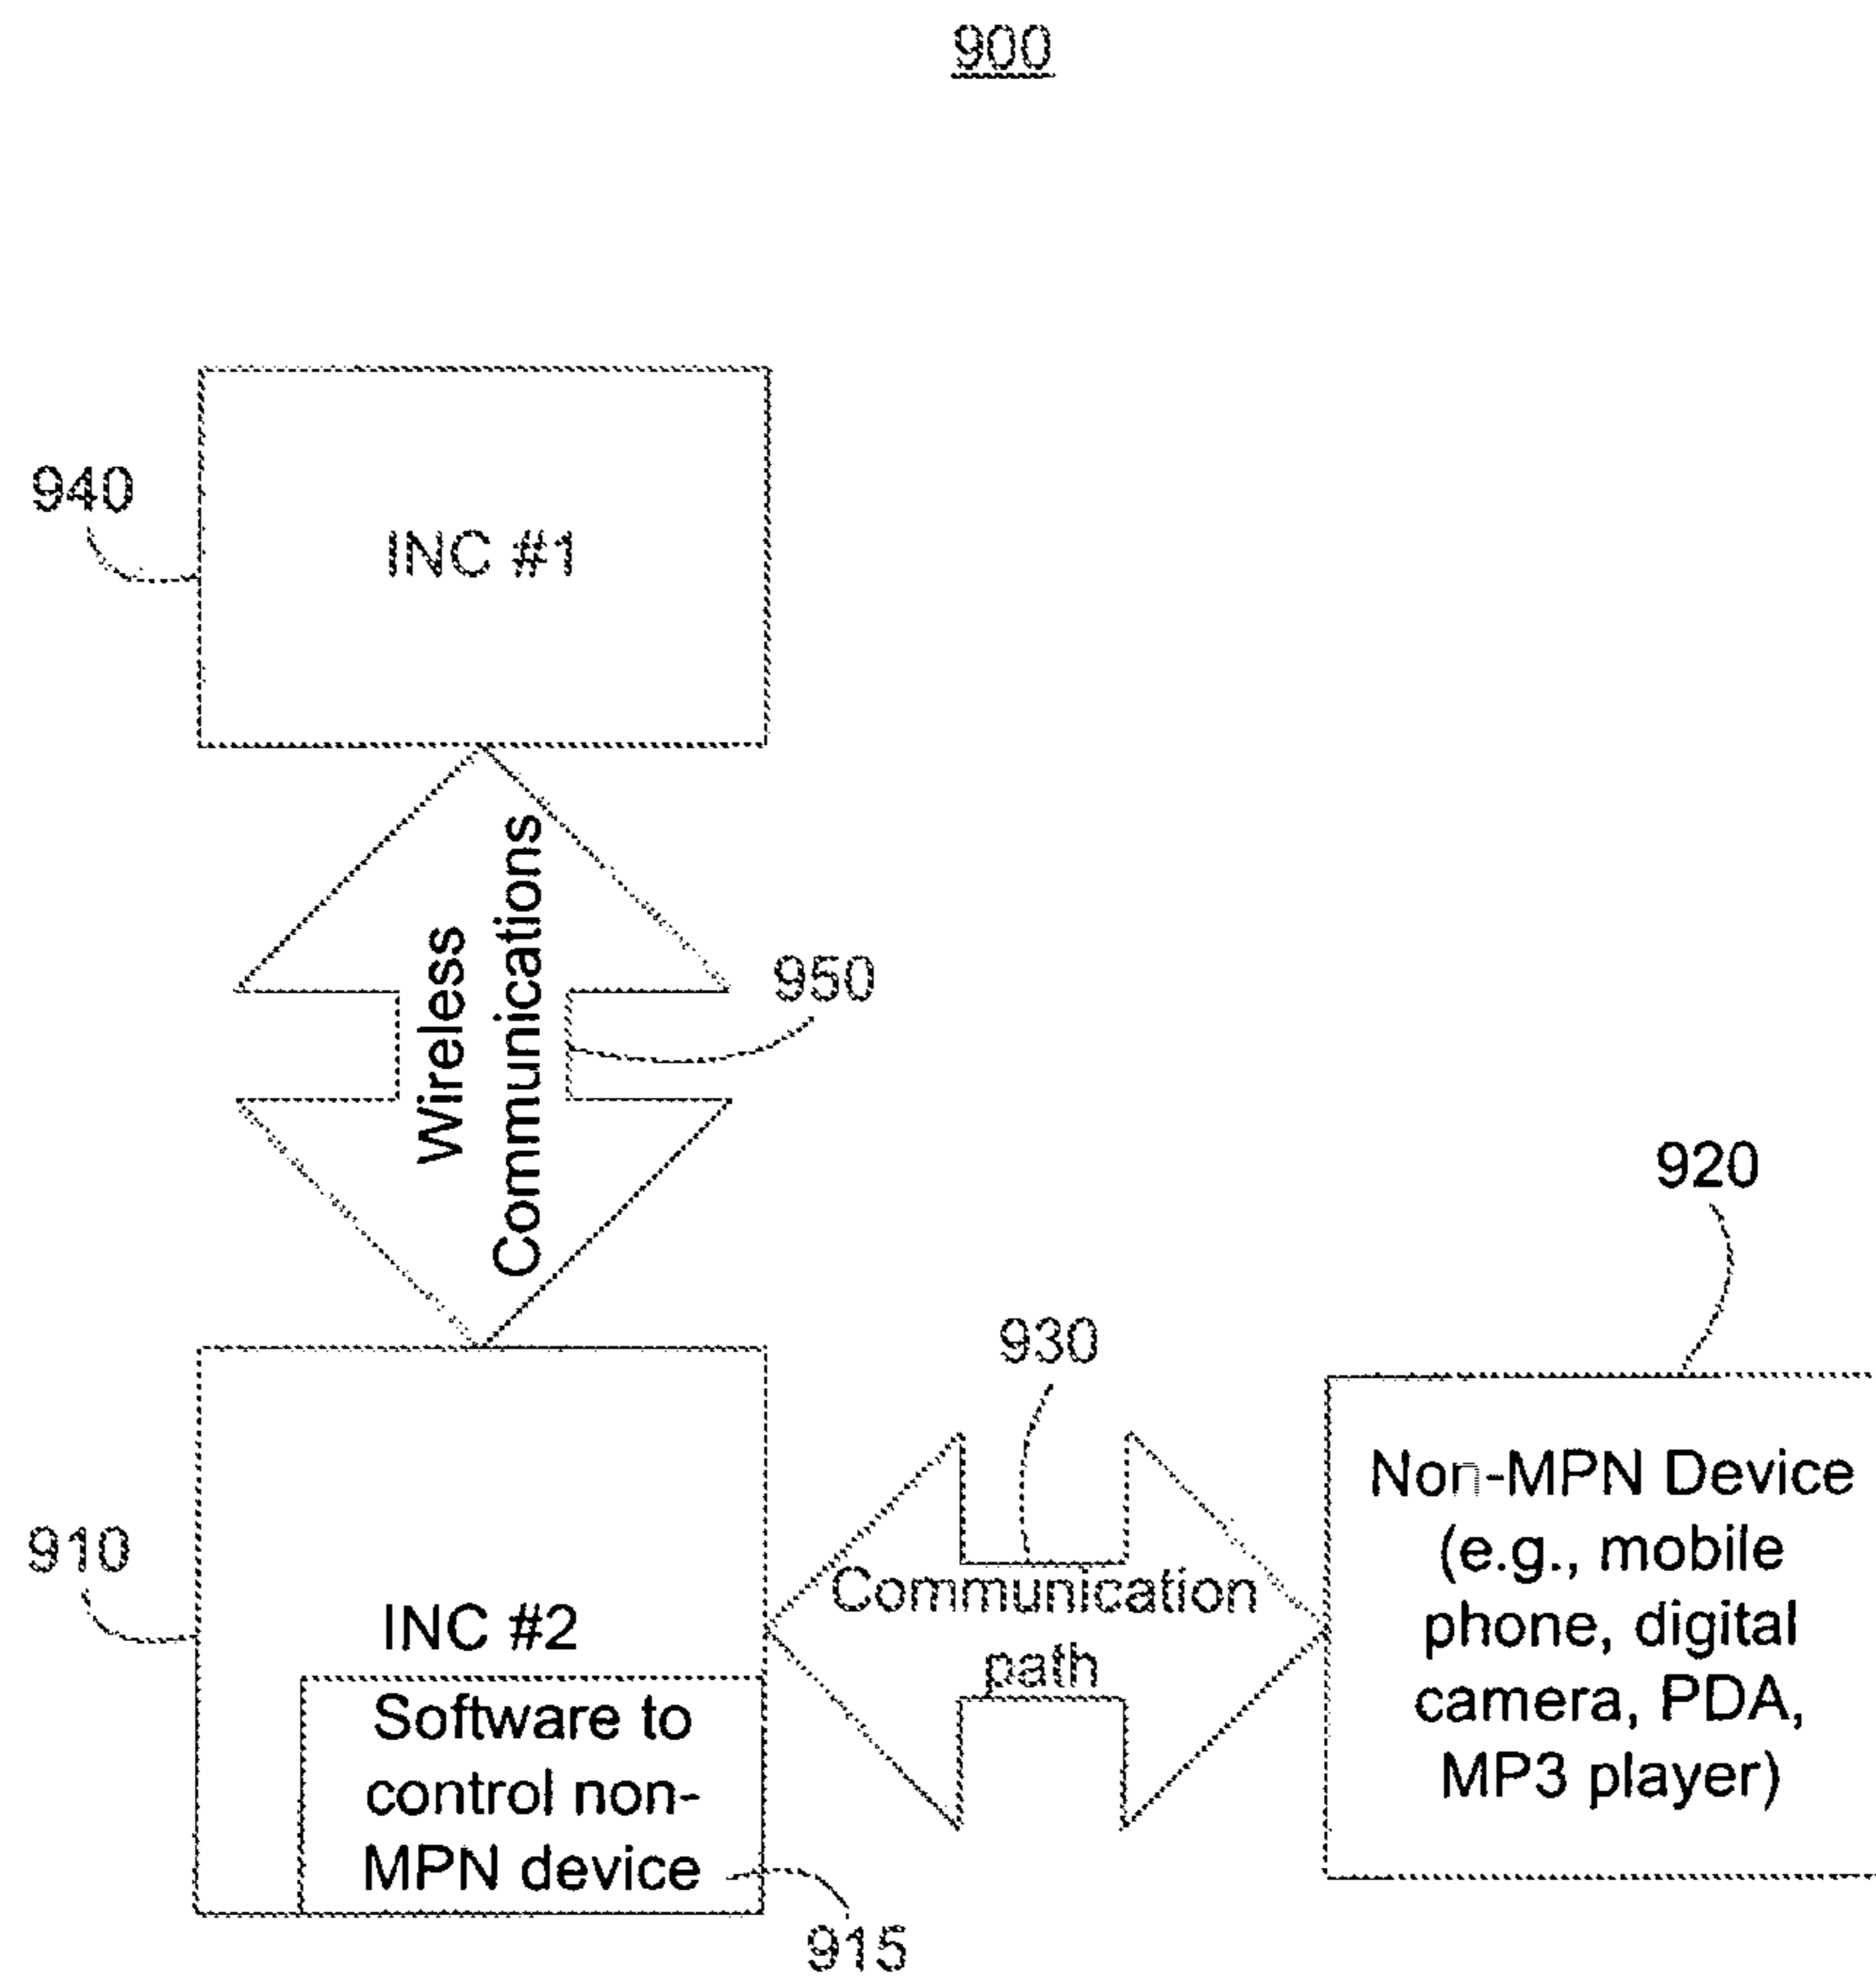 900
940
INC #1
Wireless
Communications
950
920
930
Non-MPN Device
(e.g., mobile
phone, digital
camera, PDA,
MP3 player)
Communication
path
910
INC #2
Software to
control non-
MPN device
915